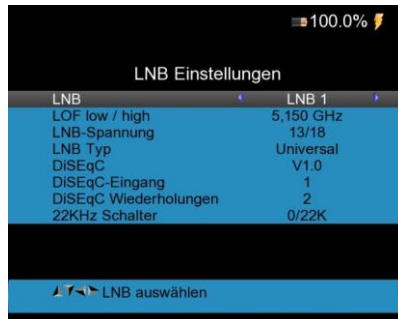 100.0%
LNB Einstellungen
LNB LNB 1
LOF low / high 5,150 GHz
LNB-Spannung 13/18
LNB Typ Universal
DiSEqC V1.0
DiSEqC-Eingang 1
DiSEqC Wiederholungen 2
22KHz Schalter 0/22K
LNB auswählen